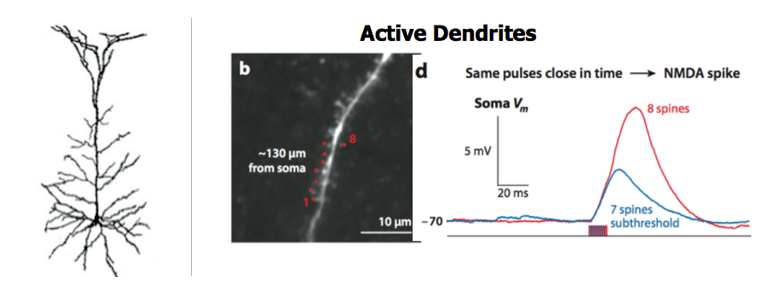 Active Dendrites
b
~130 μm
from soma
8
1
10 μm
d
Same pulses close in time → NMDA spike
Soma Vm
5 mV
20 ms
8 spines
7 spines
subthreshold
−70